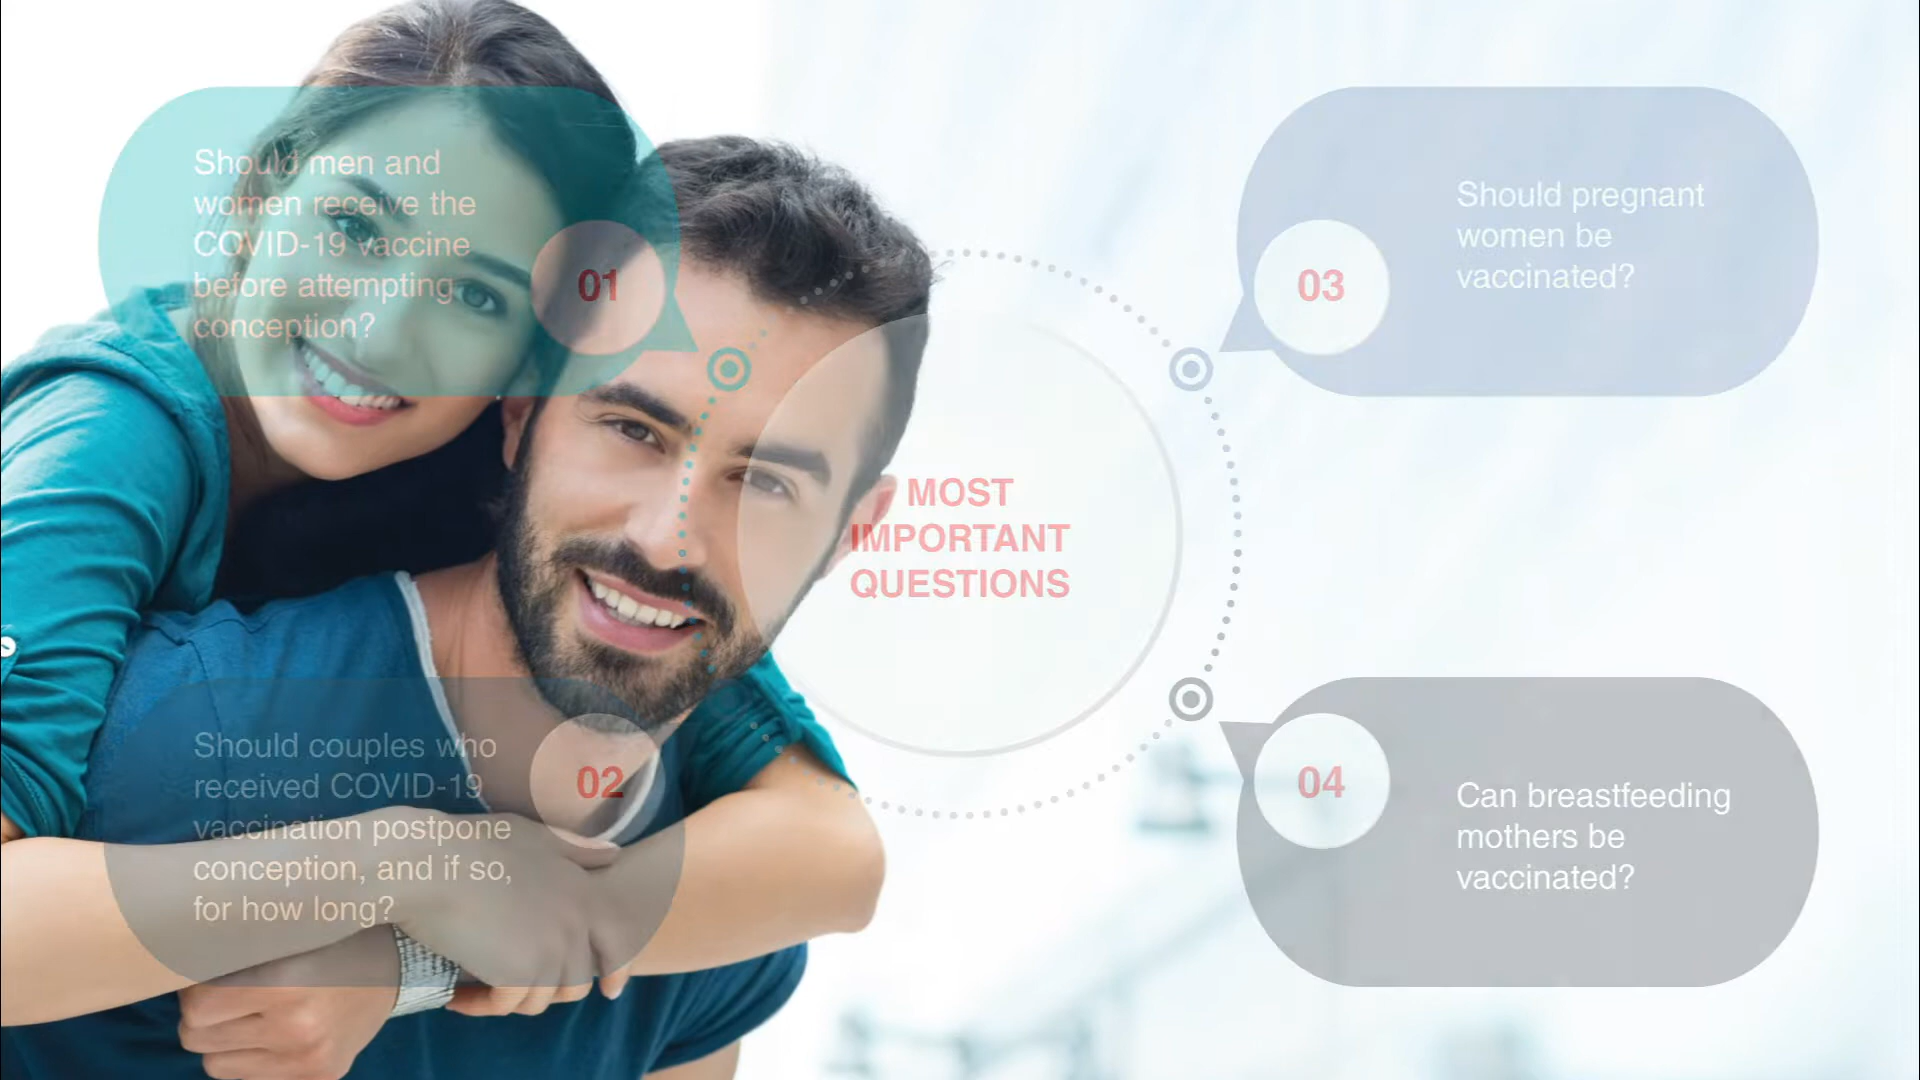 Should men and
women receive the
COVID-19 vaccine
before attempting
conception?
01
Should couples who
received COVID-19
vaccination postpone
conception, and if so,
for how long?
02
MOST
IMPORTANT
QUESTIONS
03
Should pregnant
women be
vaccinated?
04
Can breastfeeding
mothers be
vaccinated?